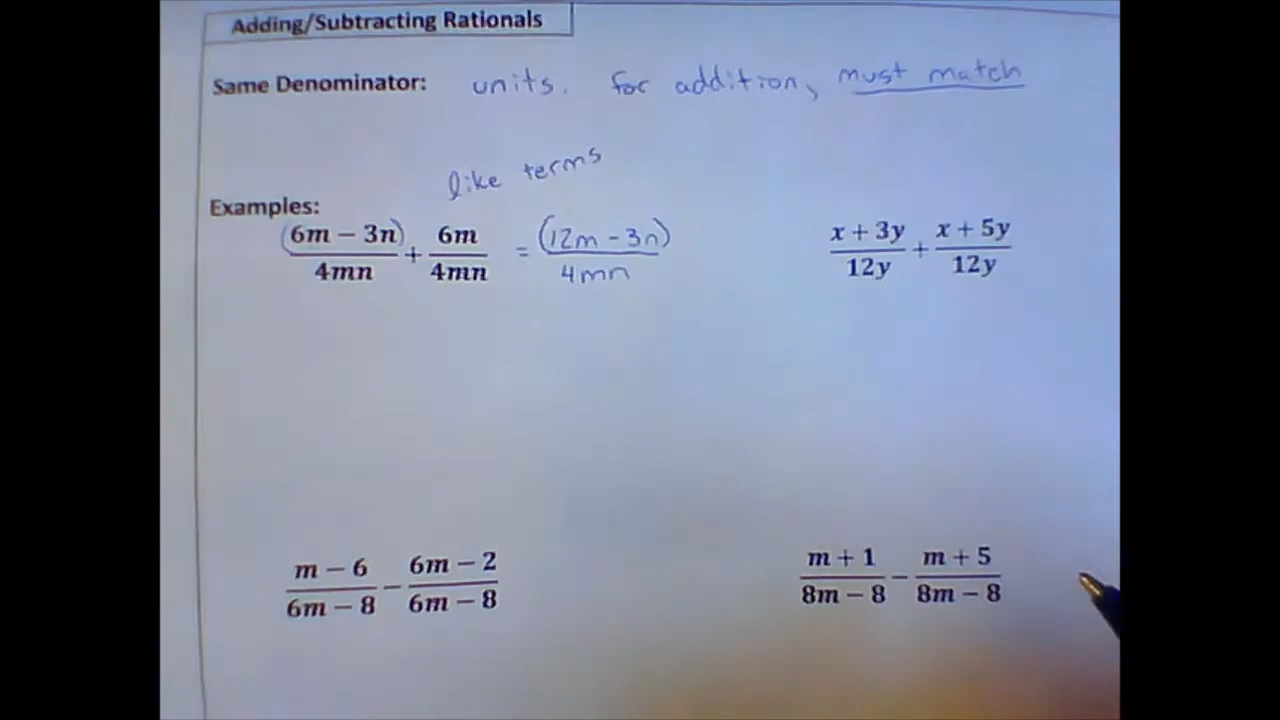 Adding/Subtracting Rationals
Same Denominator: units. for addition, must match
like terms
Examples:
(6m − 3n)/4mn + 6m/4mn = (12m − 3n)/4mn
x + 3y/12y + x + 5y/12y
m − 6/6m − 8 − 6m − 2/6m − 8
m + 1/8m − 8 − m + 5/8m − 8